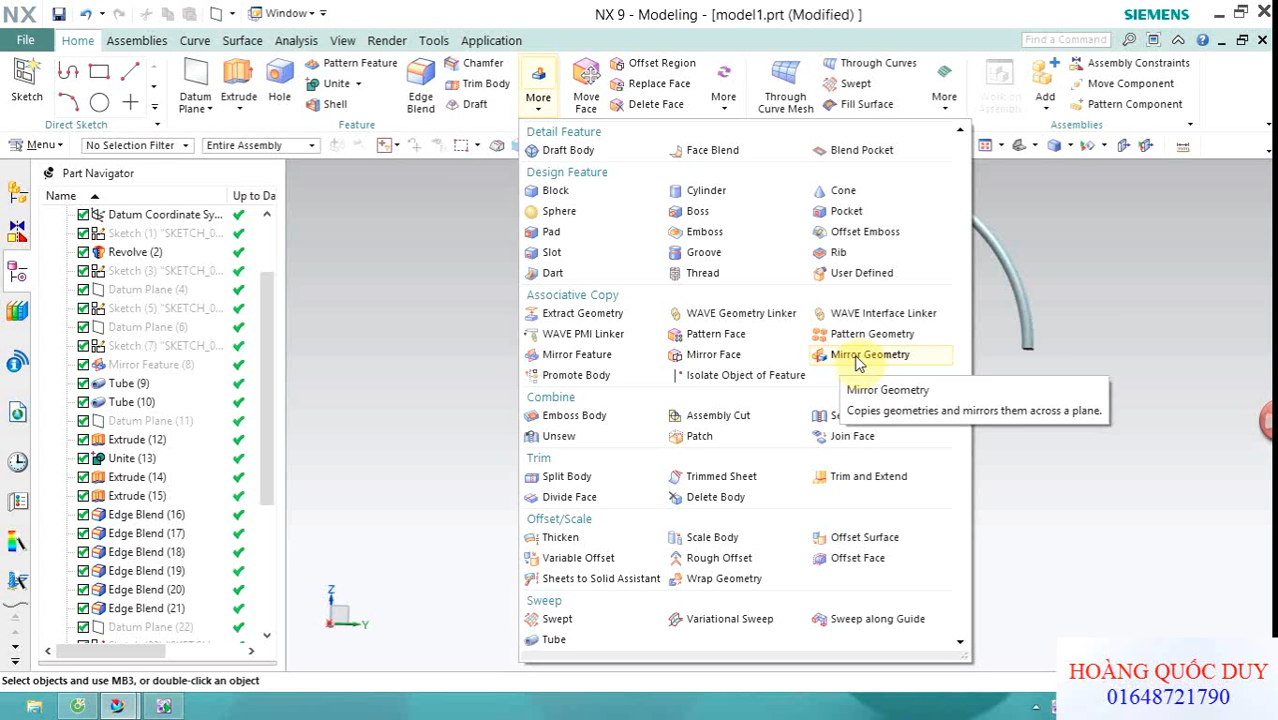 NX Window NX 9 - Modeling - [model1.prt (Modified) ] SIEMENS
File Home Assemblies Curve Surface Analysis View Render Tools Application Find a Command
Sketch
Direct Sketch
Datum Plane
Extrude
Hole
Pattern Feature
Unite
Shell
Edge Blend
Chamfer
Trim Body
Draft
Feature
More
Move Face
Offset Region
Replace Face
Delete Face
More
Through Curve Mesh
Through Curves
Swept
Fill Surface
More
Add
Assembly Constraints
Move Component
Pattern Component
Assemblies
Menu No Selection Filter Entire Assembly
Part Navigator
Name Up to Da
Datum Coordinate Sy...
Sketch (1) "SKETCH_0...
Revolve (2)
Sketch (3) "SKETCH_0...
Datum Plane (4)
Sketch (5) "SKETCH_0...
Datum Plane (6)
Sketch (7) "SKETCH_0...
Mirror Feature (8)
Tube (9)
Tube (10)
Datum Plane (11)
Extrude (12)
Unite (13)
Extrude (14)
Extrude (15)
Edge Blend (16)
Edge Blend (17)
Edge Blend (18)
Edge Blend (19)
Edge Blend (20)
Edge Blend (21)
Datum Plane (22)
Detail Feature
Draft Body Face Blend Blend Pocket
Design Feature
Block Cylinder Cone
Sphere Boss Pocket
Pad Emboss Offset Emboss
Slot Groove Rib
Dart Thread User Defined
Associative Copy
Extract Geometry WAVE Geometry Linker WAVE Interface Linker
WAVE PMI Linker Pattern Face Pattern Geometry
Mirror Feature Mirror Face Mirror Geometry
Promote Body Isolate Object of Feature
Mirror Geometry
Copies geometries and mirrors them across a plane.
Combine
Emboss Body Assembly Cut
Unsew Patch Join Face
Trim
Split Body Trimmed Sheet Trim and Extend
Divide Face Delete Body
Offset/Scale
Thicken Scale Body Offset Surface
Variable Offset Rough Offset Offset Face
Sheets to Solid Assistant Wrap Geometry
Sweep
Swept Variational Sweep Sweep along Guide
Tube
Z
X Y
Select objects and use MB3, or double-click an object
HOÀNG QUỐC DUY
01648721790